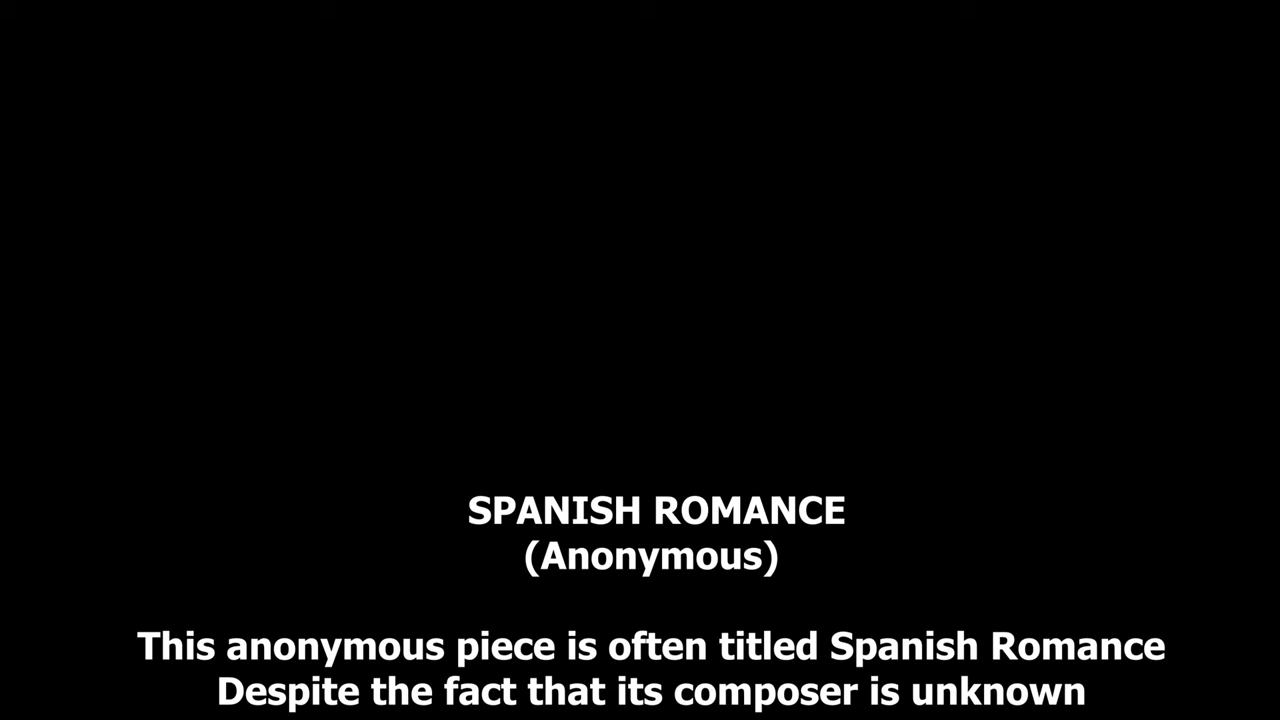 SPANISH ROMANCE
(Anonymous)
This anonymous piece is often titled Spanish Romance
Despite the fact that its composer is unknown